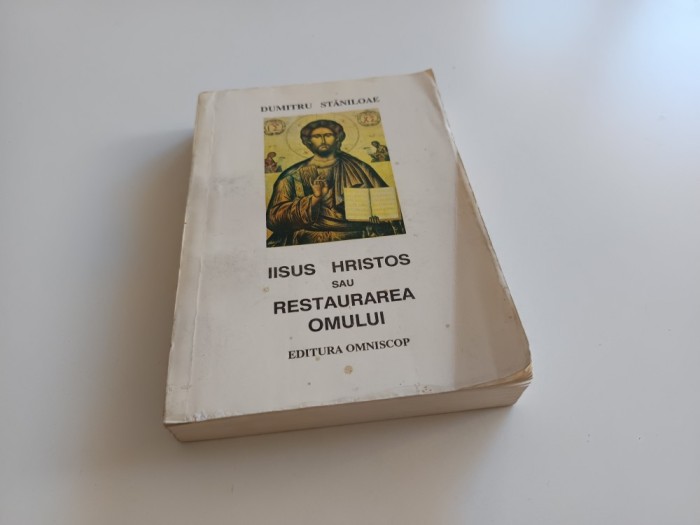 DUMITRU STĂNILOAE
IISUS HRISTOS
SAU
RESTAURAREA
OMULUI
EDITURA OMNISCOP